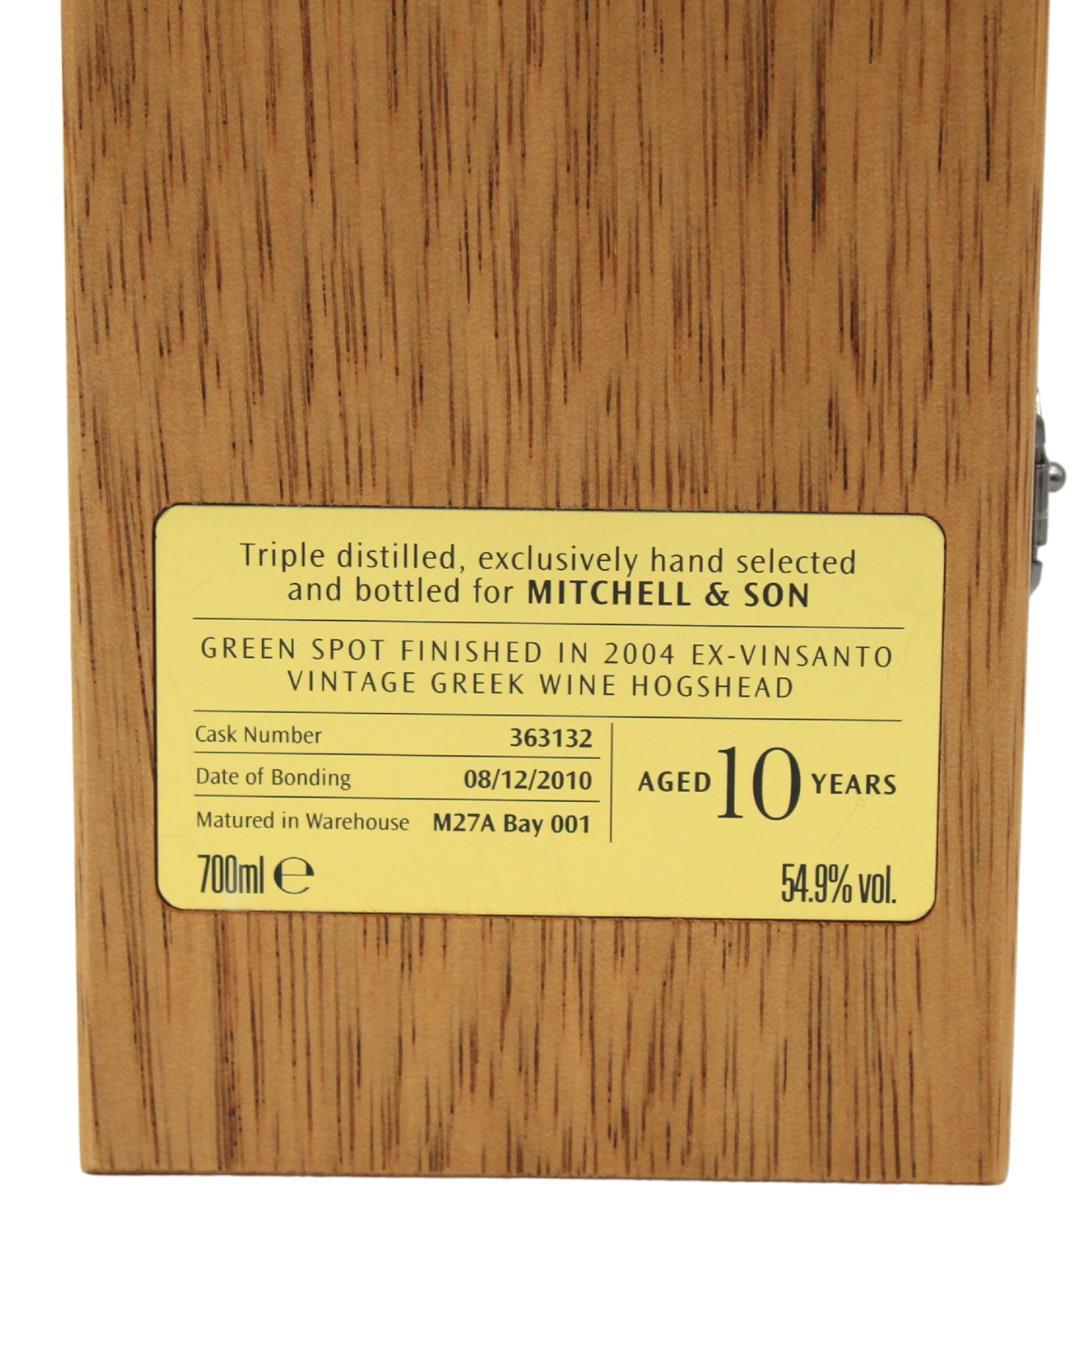 Triple distilled, exclusively hand selected
and bottled for MITCHELL & SON
GREEN SPOT FINISHED IN 2004 EX-VINSANTO
VINTAGE GREEK WINE HOGSHEAD
Cask Number 363132
Date of Bonding 08/12/2010
Matured in Warehouse M27A Bay 001
AGED 10 YEARS
700ml ℮
54.9% vol.